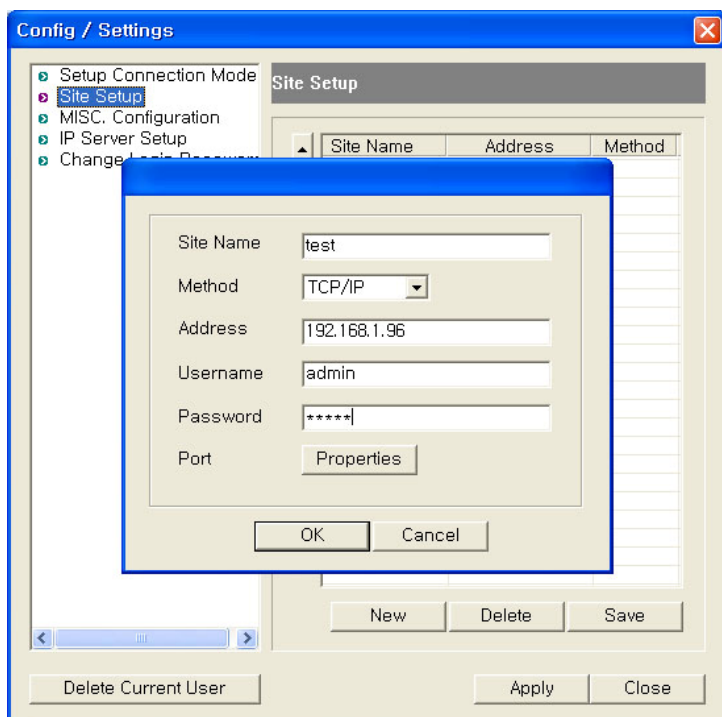 Config / Settings
Setup Connection Mode
Site Setup
MISC. Configuration
IP Server Setup
Change Login
Site Setup
Site Name Address Method
Site Name test
Method TCP/IP
Address 192.168.1.96
Username admin
Password *****
Port Properties
OK Cancel
New Delete Save
Delete Current User Apply Close